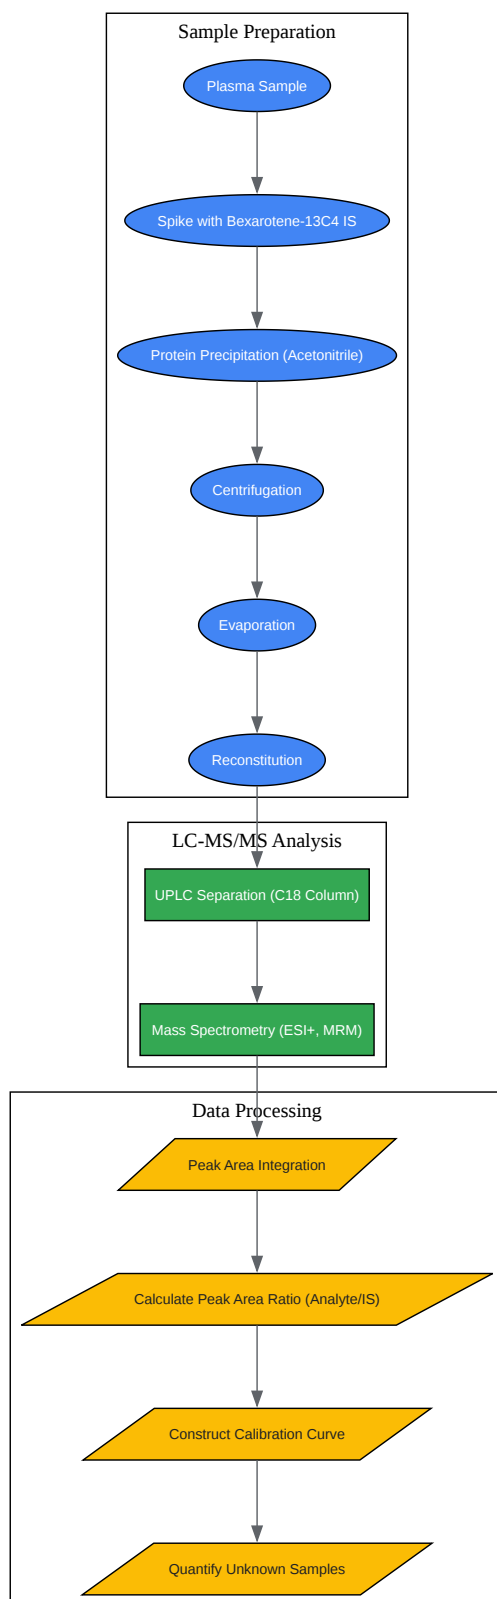 Sample Preparation
Plasma Sample
Spike with Bexarotene-13C4 IS
Protein Precipitation (Acetonitrile)
Centrifugation
Evaporation
Reconstitution
LC-MS/MS Analysis
UPLC Separation (C18 Column)
Mass Spectrometry (ESI+, MRM)
Data Processing
Peak Area Integration
Calculate Peak Area Ratio (Analyte/IS)
Construct Calibration Curve
Quantify Unknown Samples